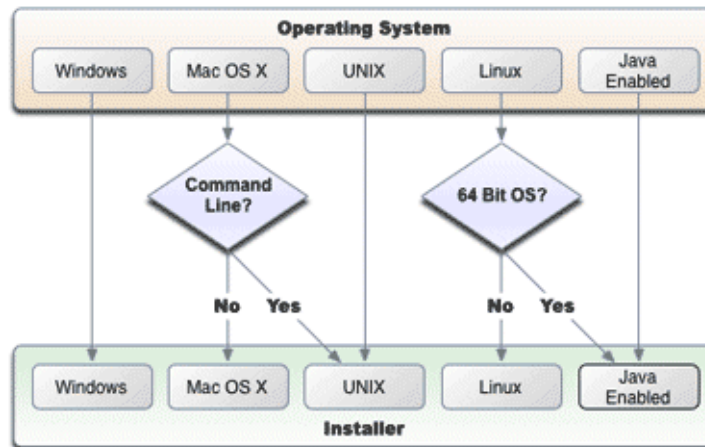 Operating System
Windows
Mac OS X
UNIX
Linux
Java
Enabled
Command
Line?
64 Bit OS?
No
Yes
No
Yes
Windows
Mac OS X
UNIX
Linux
Java
Enabled
Installer